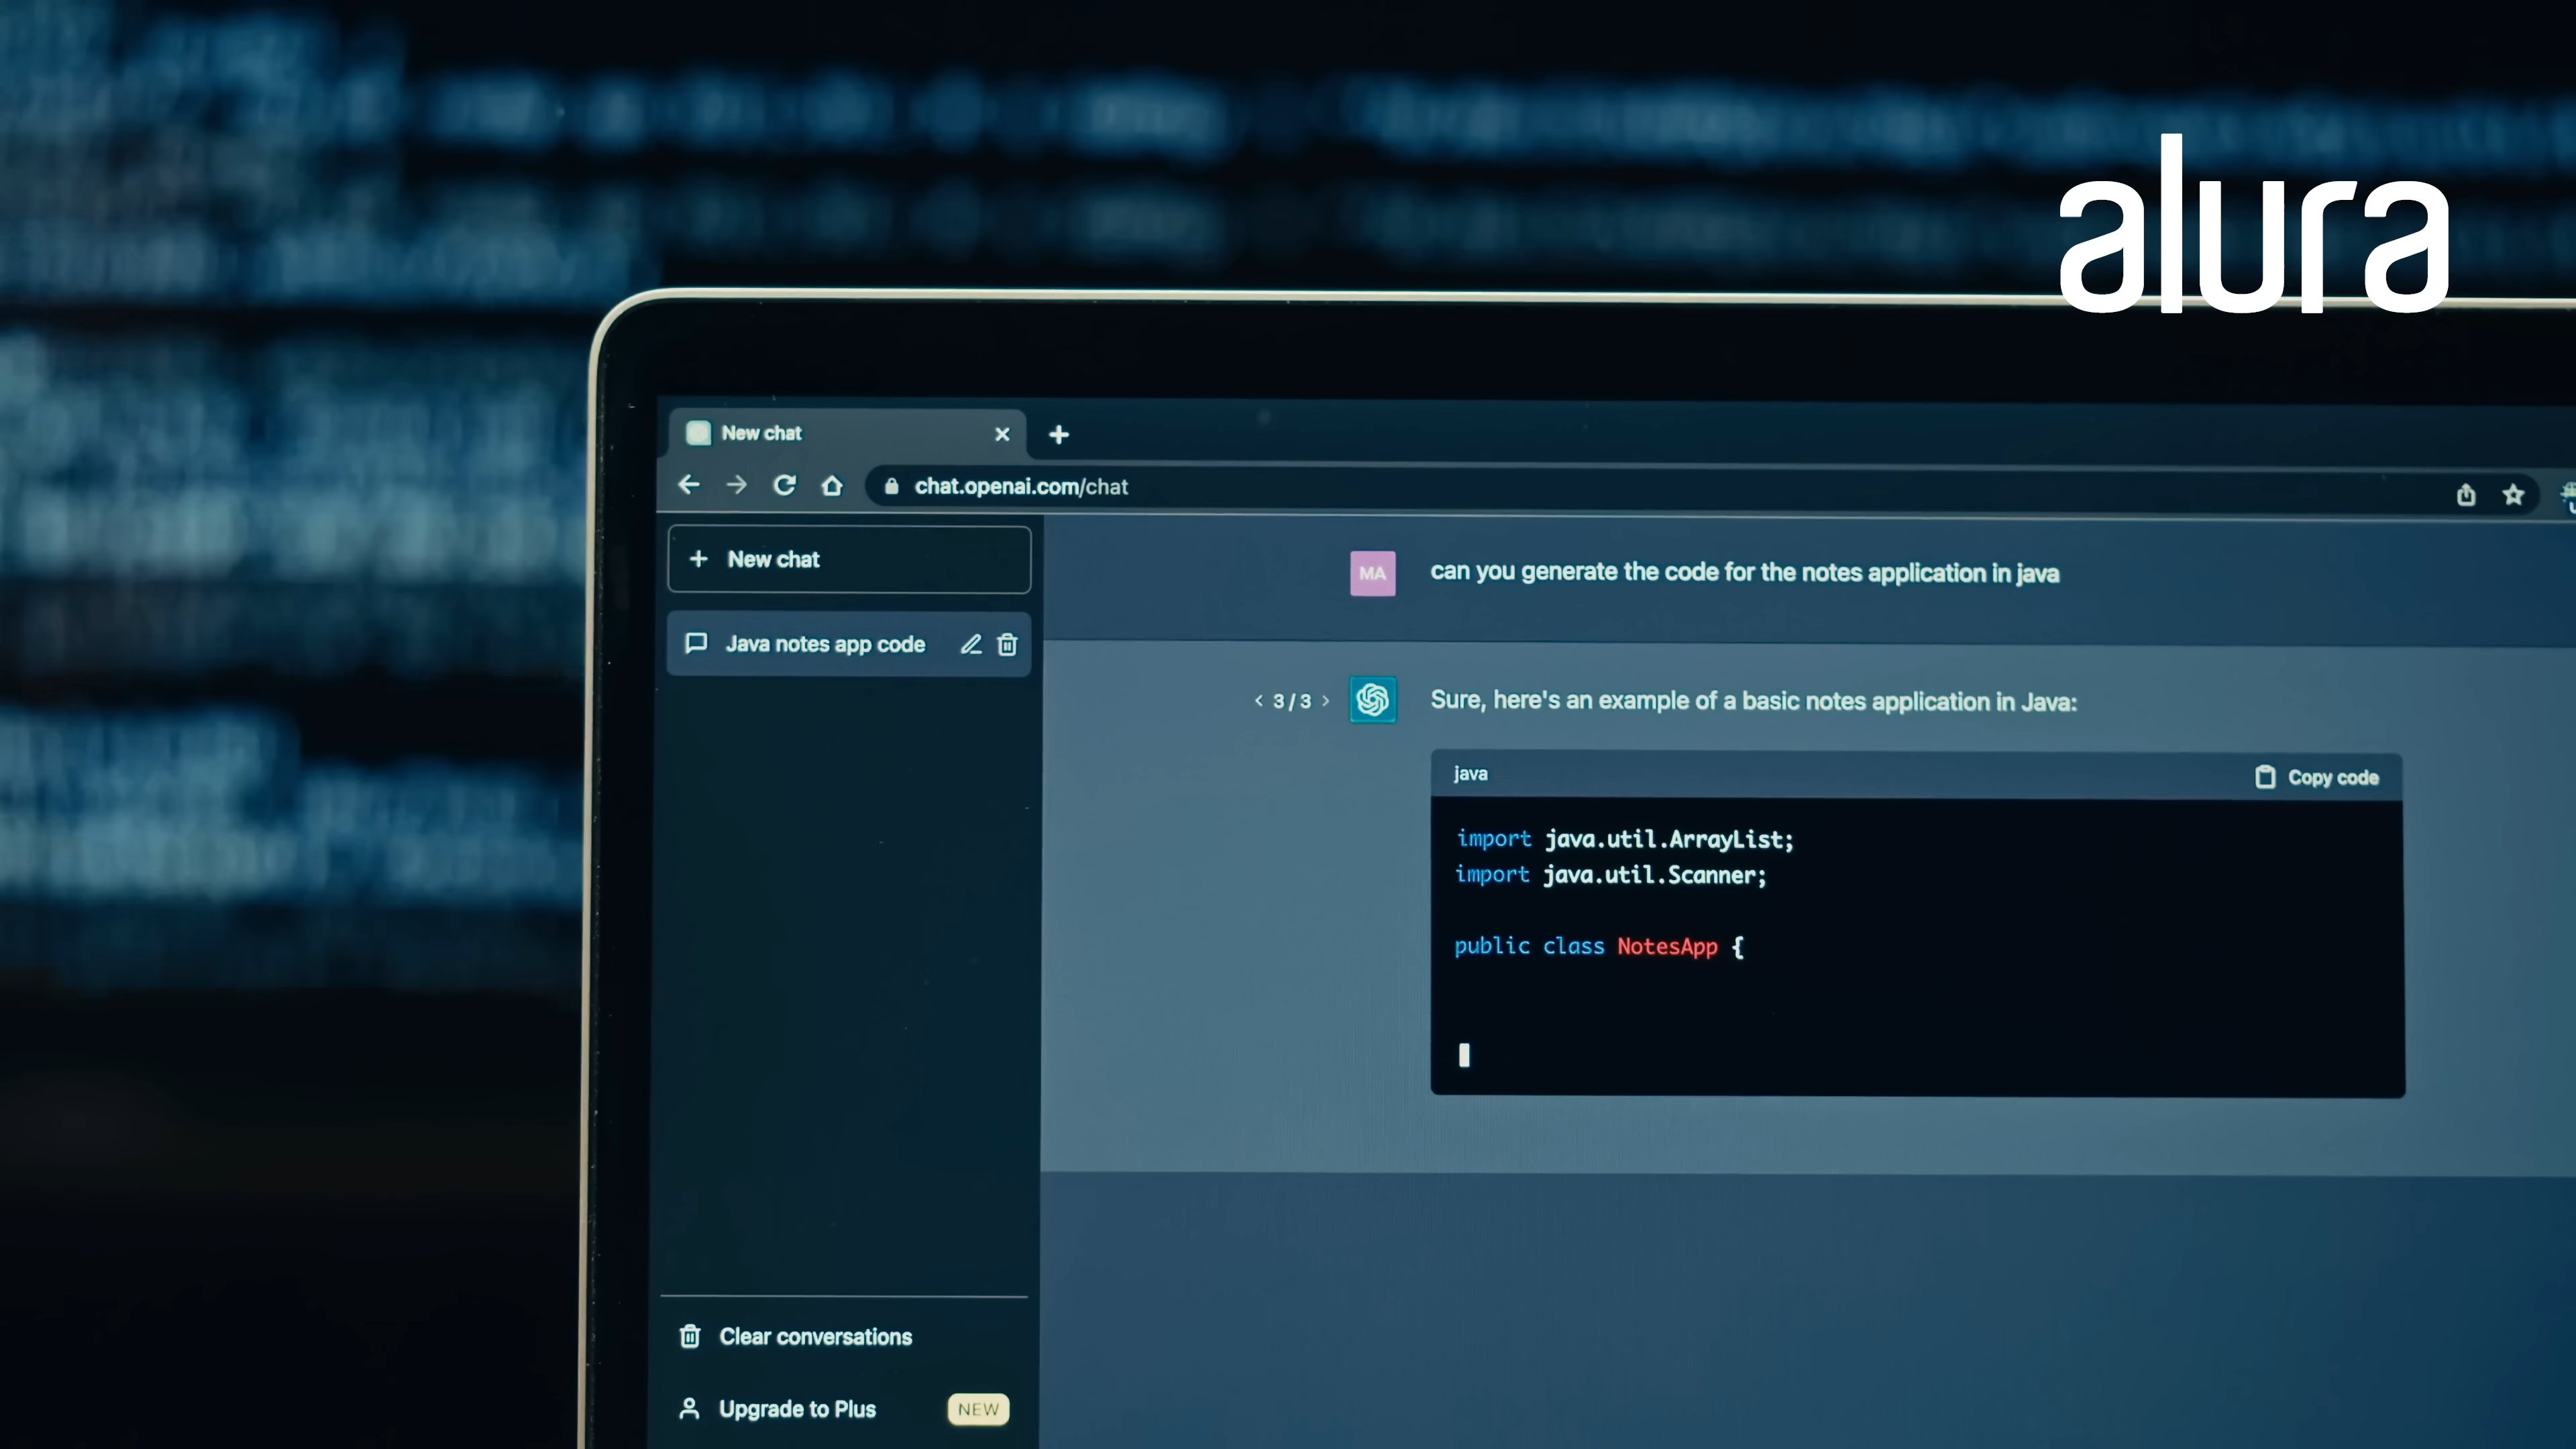 alura
New chat
chat.openai.com/chat
New chat
Java notes app code
MA
can you generate the code for the notes application in java
3 / 3
Sure, here's an example of a basic notes application in Java:
java
Copy code
import java.util.ArrayList;
import java.util.Scanner;
public class NotesApp {
Clear conversations
Upgrade to Plus
NEW